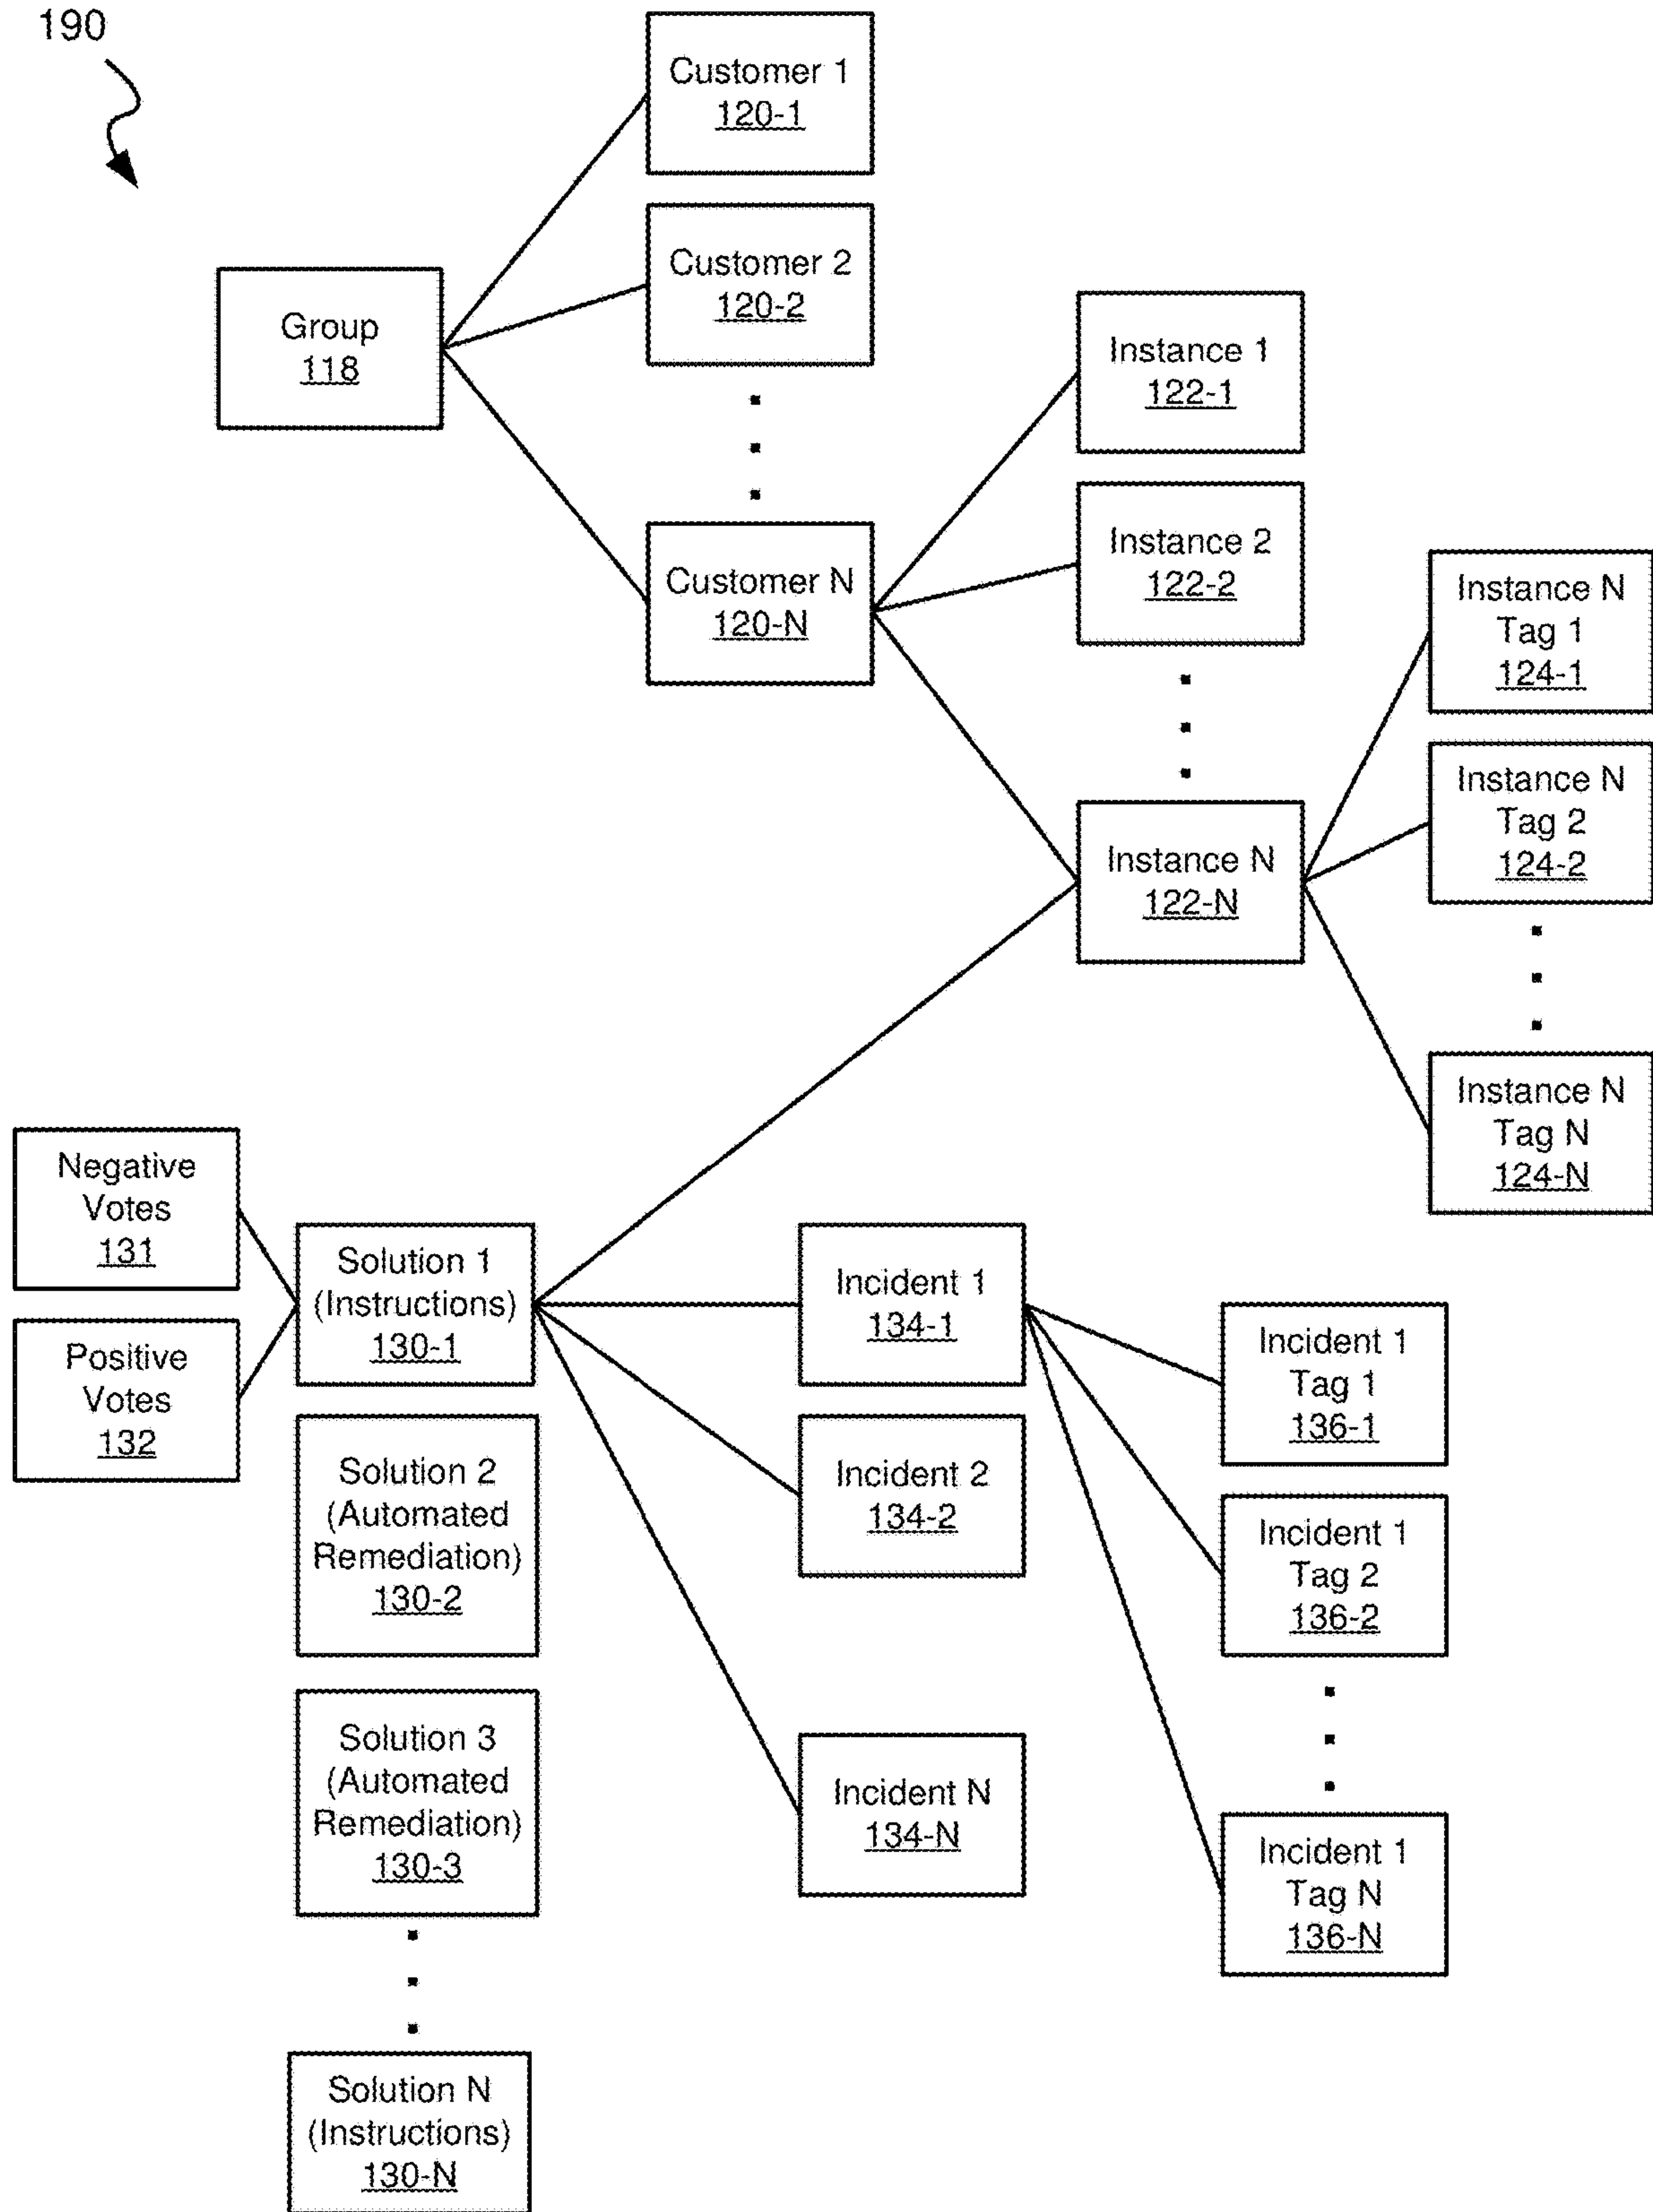 190
Customer 1
120-1
Customer 2
120-2
Group
118
Instance 1
122-1
Customer N
120-N
Instance 2
122-2
Instance N
Tag 1
124-1
Instance N
Tag 2
124-2
Instance N
122-N
Instance N
Tag N
124-N
Negative
Votes
131
Positive
Votes
132
Solution 1
(Instructions)
130-1
Incident 1
134-1
Incident 1
Tag 1
136-1
Solution 2
(Automated
Remediation)
130-2
Incident 2
134-2
Incident 1
Tag 2
136-2
Solution 3
(Automated
Remediation)
130-3
Incident N
134-N
Incident 1
Tag N
136-N
Solution N
(Instructions)
130-N